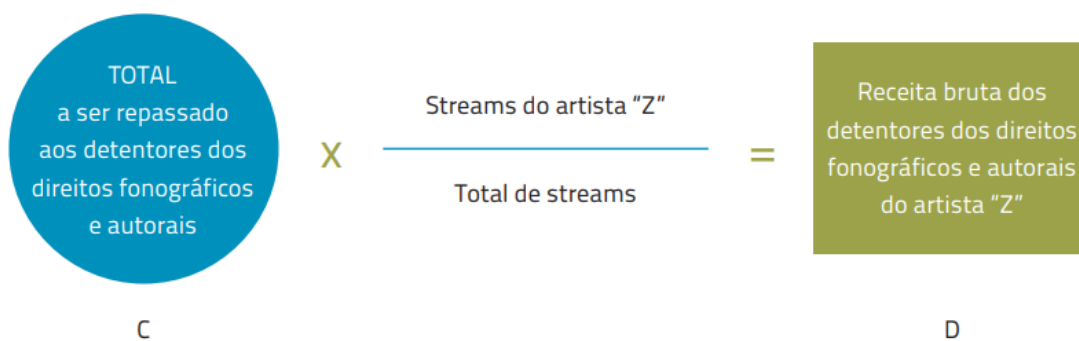 TOTAL
a ser repassado
aos detentores dos
direitos fonográficos
e autorais
X
Streams do artista “Z”
Total de streams
=
Receita bruta dos
detentores dos direitos
fonográficos e autorais
do artista “Z”
C
D